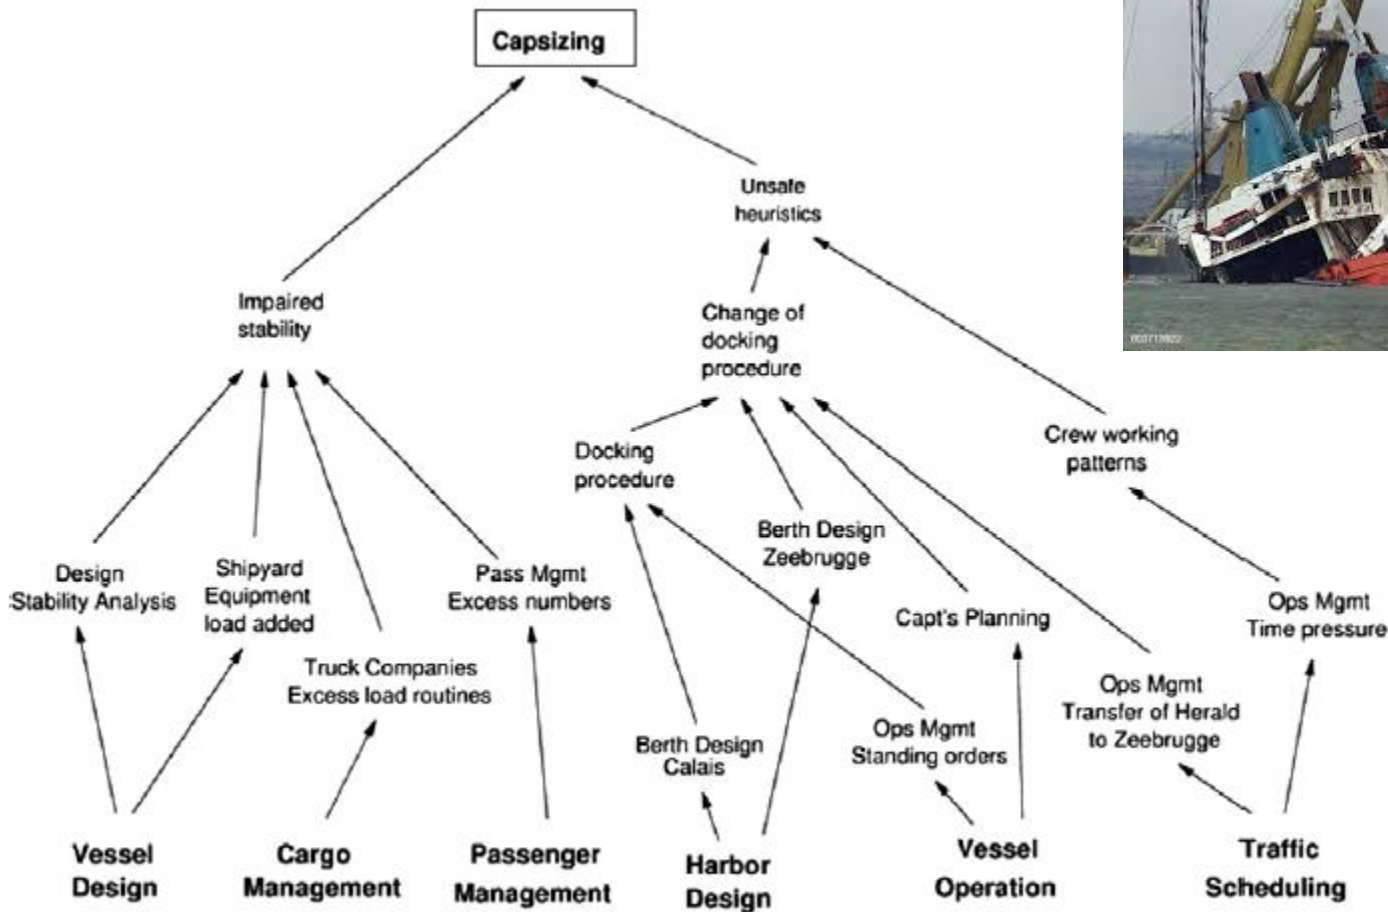 Capsizing
Unsafe
heuristics
Impaired
stability
Change of
docking
procedure
Crew working
patterns
Docking
procedure
Berth Design
Zeebrugge
Design
Stability Analysis
Shipyard
Equipment
load added
Pass Mgmt
Excess numbers
Capt's Planning
Ops Mgmt
Time pressure
Truck Companies
Excess load routines
Ops Mgmt
Transfer of Herald
to Zeebrugge
Berth Design
Calais
Ops Mgmt
Standing orders
Vessel
Design
Cargo
Management
Passenger
Management
Harbor
Design
Vessel
Operation
Traffic
Scheduling